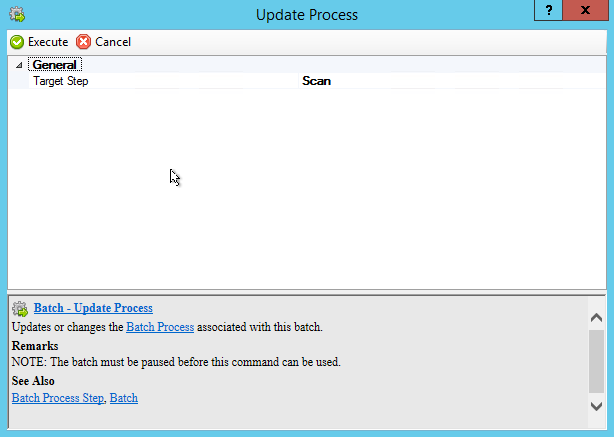 Update Process
? x
Execute Cancel
General
Target Step Scan
Batch - Update Process
Updates or changes the Batch Process associated with this batch.
Remarks
NOTE: The batch must be paused before this command can be used.
See Also
Batch Process Step, Batch